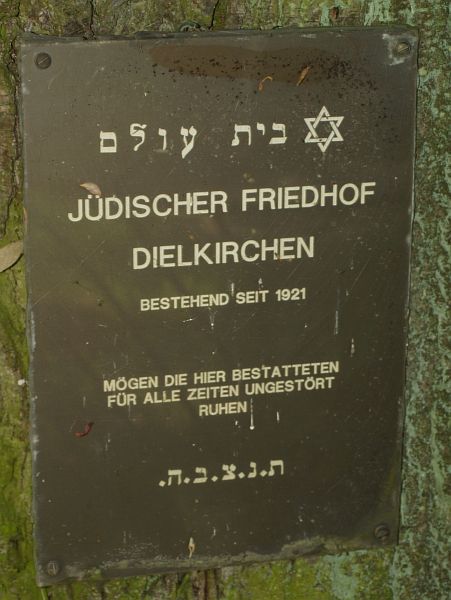 בית עולם
JÜDISCHER FRIEDHOF
DIELKIRCHEN
BESTEHEND SEIT 1921
MÖGEN DIE HIER BESTATTETEN
FÜR ALLE ZEITEN UNGESTÖRT
RUHEN
ת.נ.צ.ב.ה.